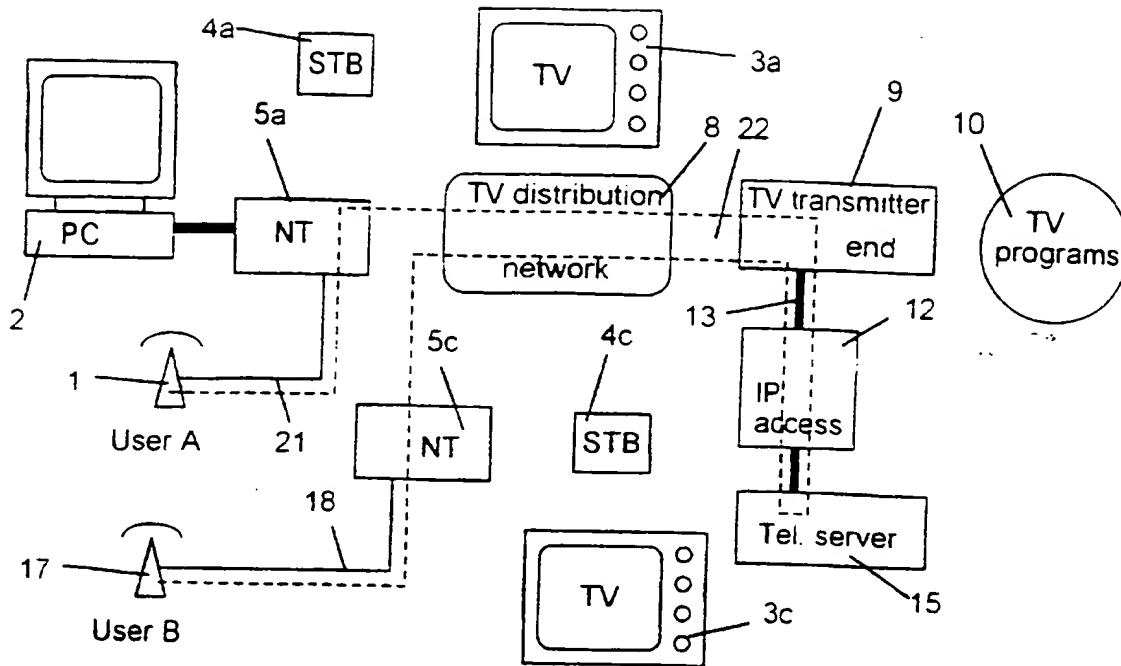 4a
STB
TV
3a
9
5a
8
22
10
TV distribution
network
TV transmitter
end
TV
programs
PC
NT
2
13
12
5c
4c
1
IP
access
User A
21
NT
STB
18
Tel. server
17
TV
15
User B
3c